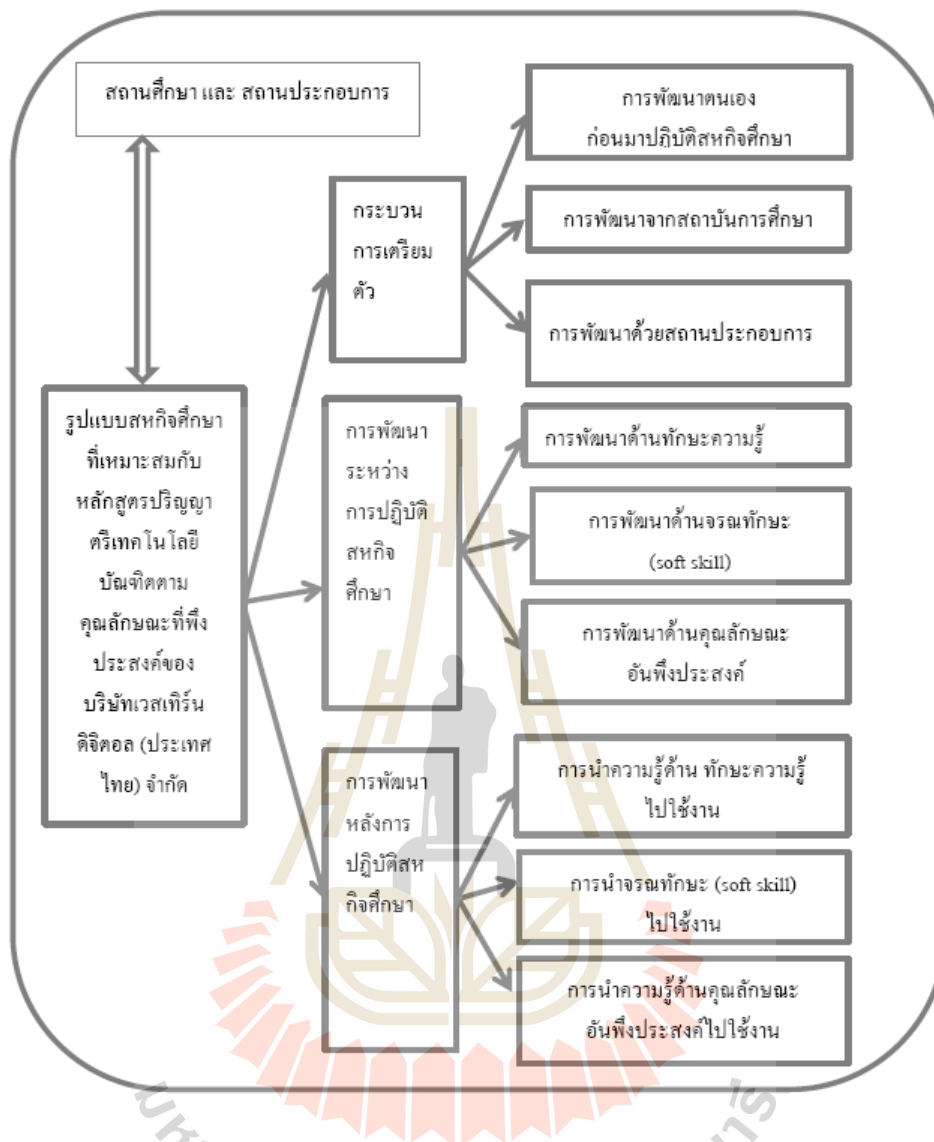 สถานศึกษา และ สถานประกอบการ
รูปแบบสหกิจศึกษา
ที่เหมาะสมกับ
หลักสูตรปริญญา
ตรีเทคโนโลยี
บัณฑิตตาม
คุณลักษณะที่พึง
ประสงค์ของ
บริษัทเวสเทิร์น
ดิจิตอล (ประเทศ
ไทย) จำกัด
กระบวน
การเตรียม
ตัว
การพัฒนาตนเอง
ก่อนมาปฏิบัติสหกิจศึกษา
การพัฒนาจากสถาบันการศึกษา
การพัฒนาด้วยสถานประกอบการ
การพัฒนา
ระหว่าง
การปฏิบัติ
สหกิจ
ศึกษา
การพัฒนาด้านทักษะความรู้
การพัฒนาด้านจรณทักษะ
(soft skill)
การพัฒนาด้านคุณลักษณะ
อันพึงประสงค์
การพัฒนา
หลังการ
ปฏิบัติสห
กิจศึกษา
การนำความรู้ด้าน ทักษะความรู้
ไปใช้งาน
การนำจรณทักษะ (soft skill)
ไปใช้งาน
การนำความรู้ด้านคุณลักษณะ
อันพึงประสงค์ไปใช้งาน